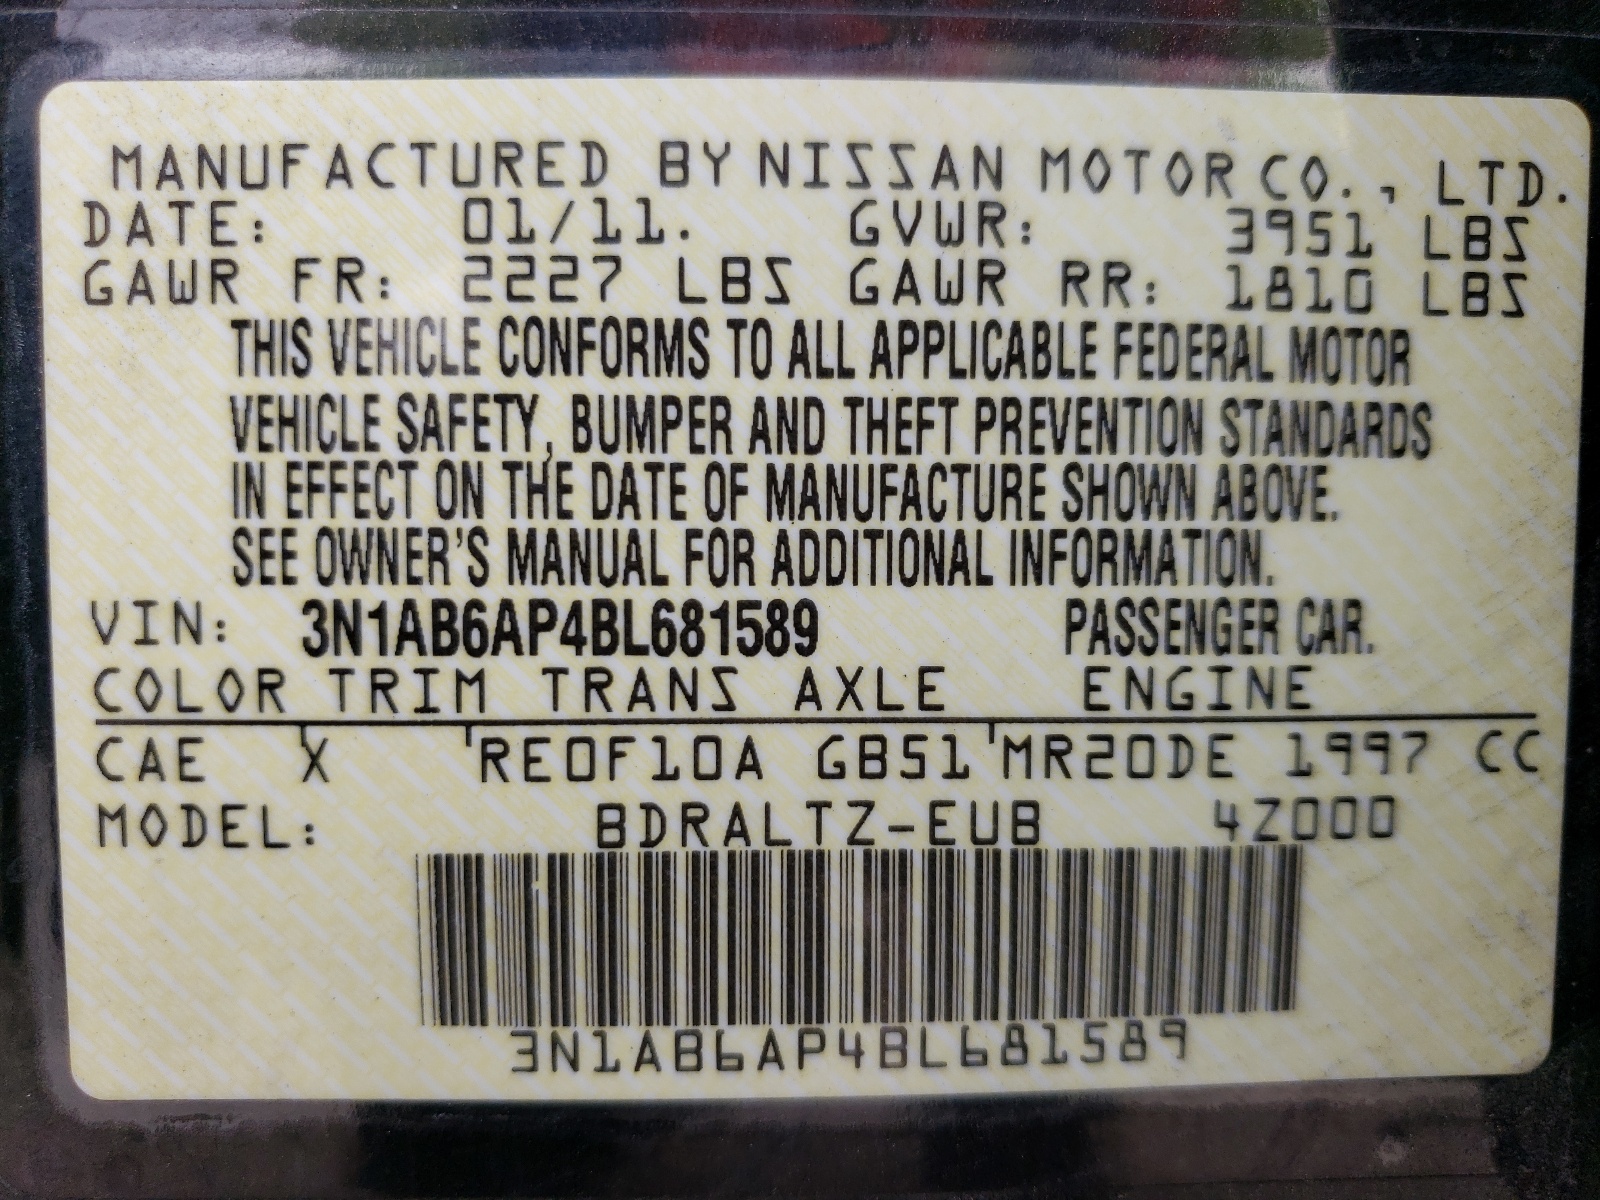 MANUFACTURED BY NISSAN MOTOR CO., LTD.
DATE: 01/11. GVWR: 3951 LBS
GAWR FR: 2227 LBS GAWR RR: 1810 LBS
THIS VEHICLE CONFORMS TO ALL APPLICABLE FEDERAL MOTOR
VEHICLE SAFETY, BUMPER AND THEFT PREVENTION STANDARDS
IN EFFECT ON THE DATE OF MANUFACTURE SHOWN ABOVE.
SEE OWNER'S MANUAL FOR ADDITIONAL INFORMATION.
VIN: 3N1AB6AP4BL681589 PASSENGER CAR.
COLOR TRIM TRANS AXLE ENGINE
CAE X RE0F10A GB51 MR20DE 1997 CC
MODEL: BDRALTZ-EUB 4Z000
3N1AB6AP4BL681589